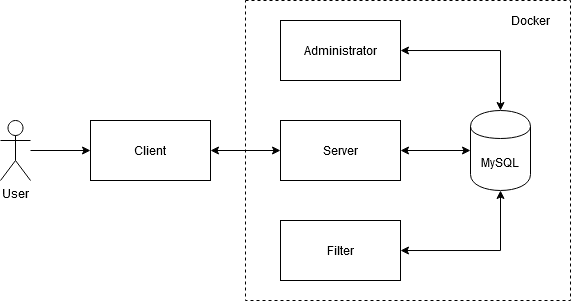 Docker
Administrator
Client
Server
MySQL
User
Filter